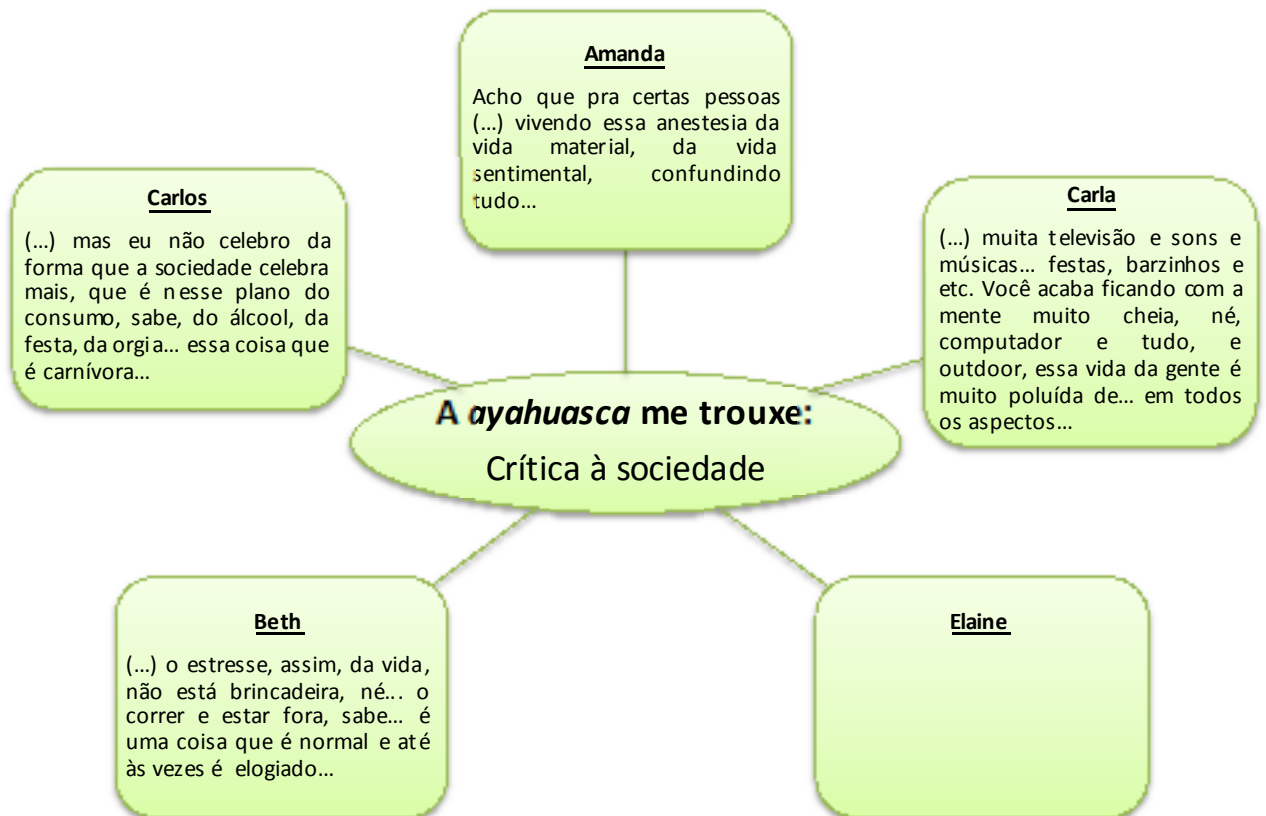 Amanda
Acho que pra certas pessoas
(...) vivendo essa anestesia da
vida material, da vida
sentimental, confundindo
tudo...
Carlos
(...) mas eu não celebro da
forma que a sociedade celebra
mais, que é nesse plano do
consumo, sabe, do álcool, da
festa, da orgia... essa coisa que
é carnívora...
Carla
(...) muita televisão e sons e
músicas... festas, barzinhos e
etc. Você acaba ficando com a
mente muito cheia, né,
computador e tudo, e
outdoor, essa vida da gente é
muito poluída de... em todos
os aspectos...
A ayahuasca me trouxe:
Crítica à sociedade
Beth
(...) o estresse, assim, da vida,
não está brincadeira, né... o
correr e estar fora, sabe... é
uma coisa que é normal e até
às vezes é elogiado...
Elaine